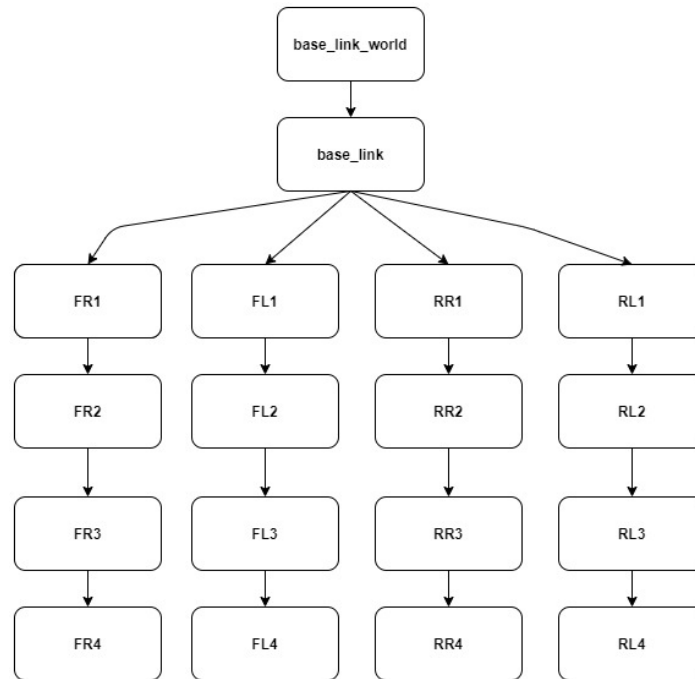 base_link_world
base_link
FR1
FL1
RR1
RL1
FR2
FL2
RR2
RL2
FR3
FL3
RR3
RL3
FR4
FL4
RR4
RL4